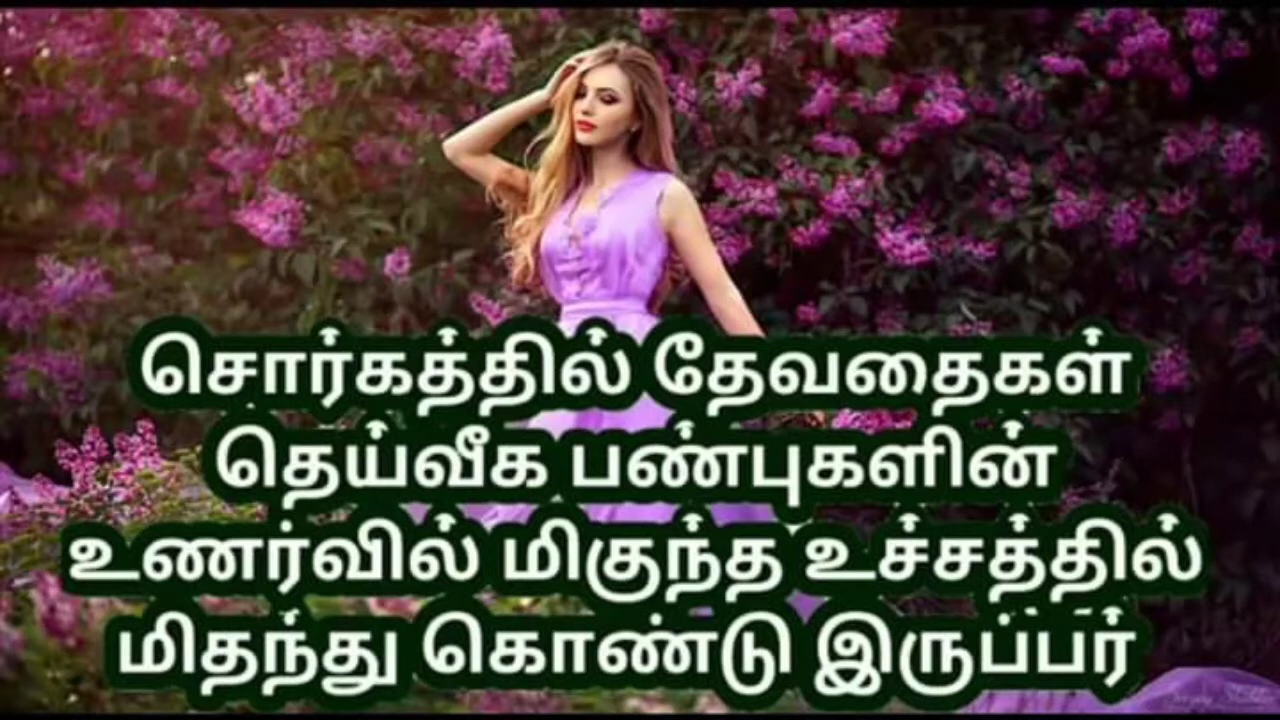 சொர்கத்தில் தேவதைகள்
தெய்வீக பண்புகளின்
உணர்வில் மிகுந்த உச்சத்தில்
மிதந்து கொண்டு இருப்பர்